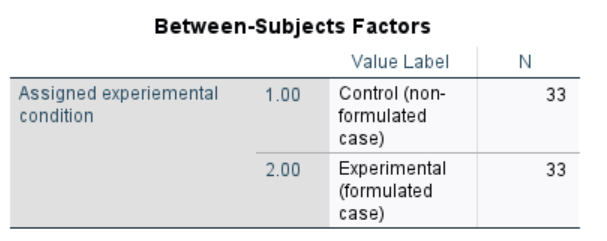 Between-Subjects Factors
Value Label N
Assigned experiemental 1.00 Control (non- 33
condition formulated
case)
2.00 Experimental 33
(formulated
case)